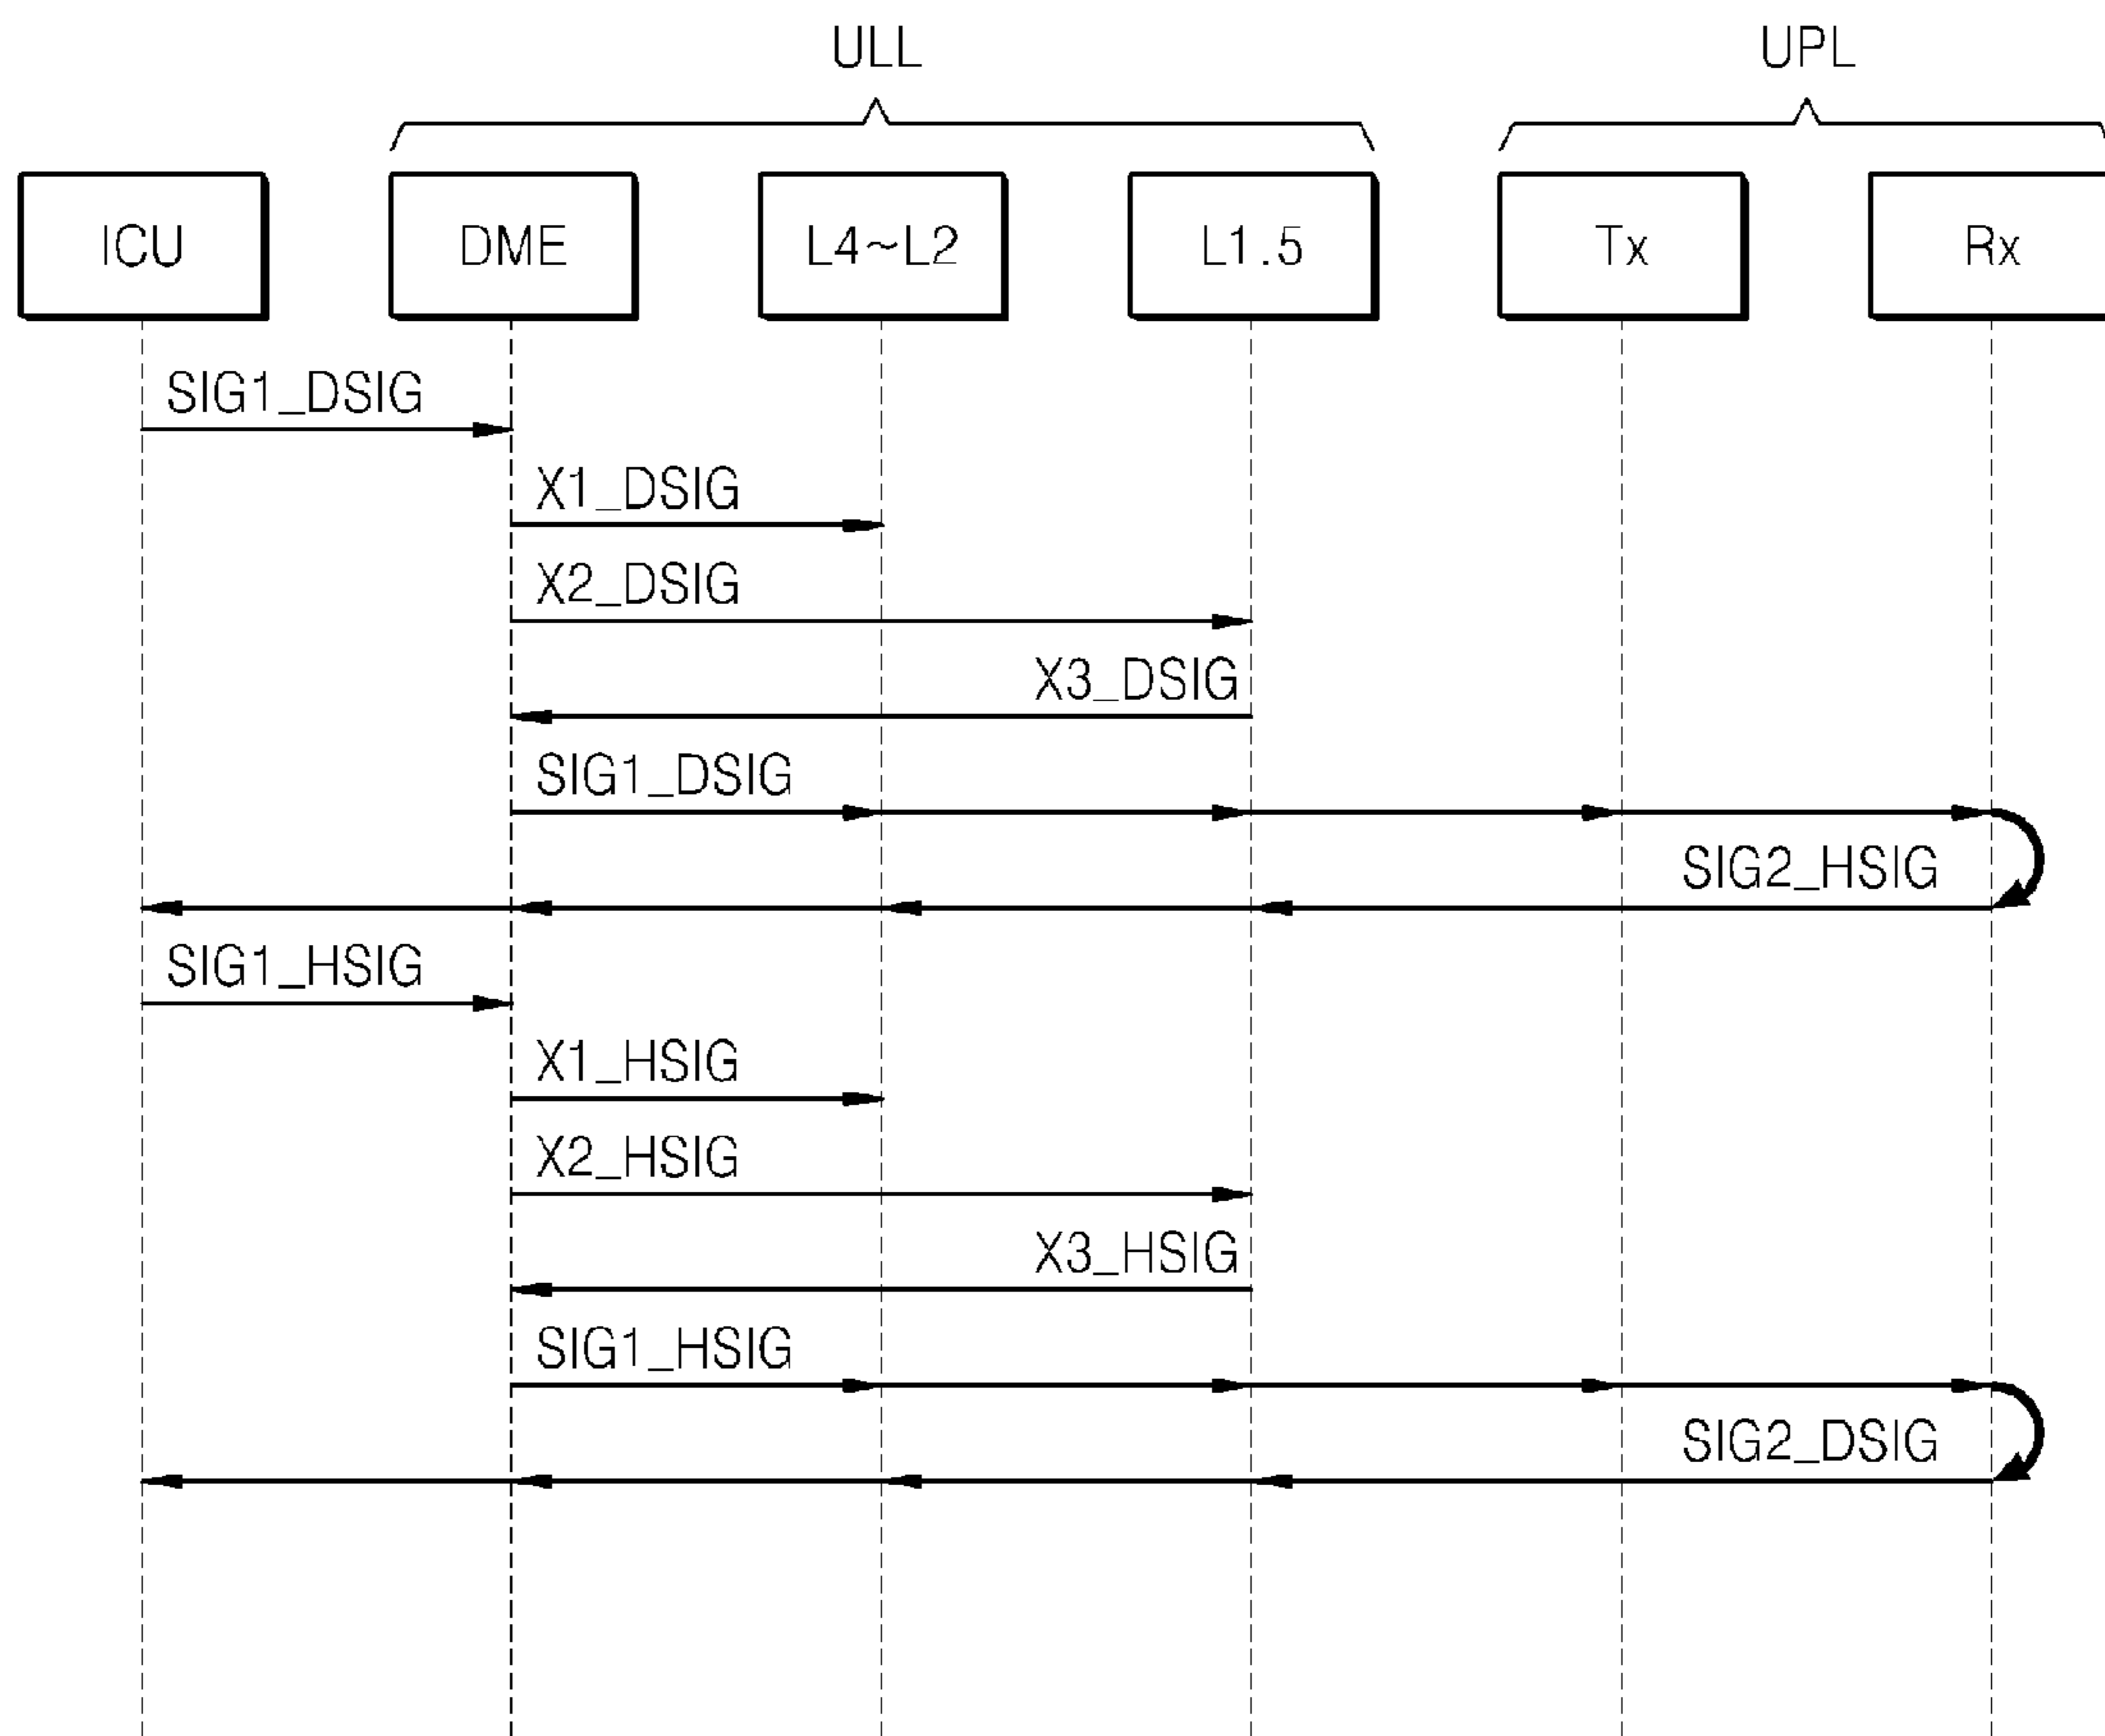 ULL
UPL
ICU
DME
L4~L2
L1.5
Tx
Rx
SIG1_DSIG
X1_DSIG
X2_DSIG
X3_DSIG
SIG1_DSIG
SIG2_HSIG
SIG1_HSIG
X1_HSIG
X2_HSIG
X3_HSIG
SIG1_HSIG
SIG2_DSIG